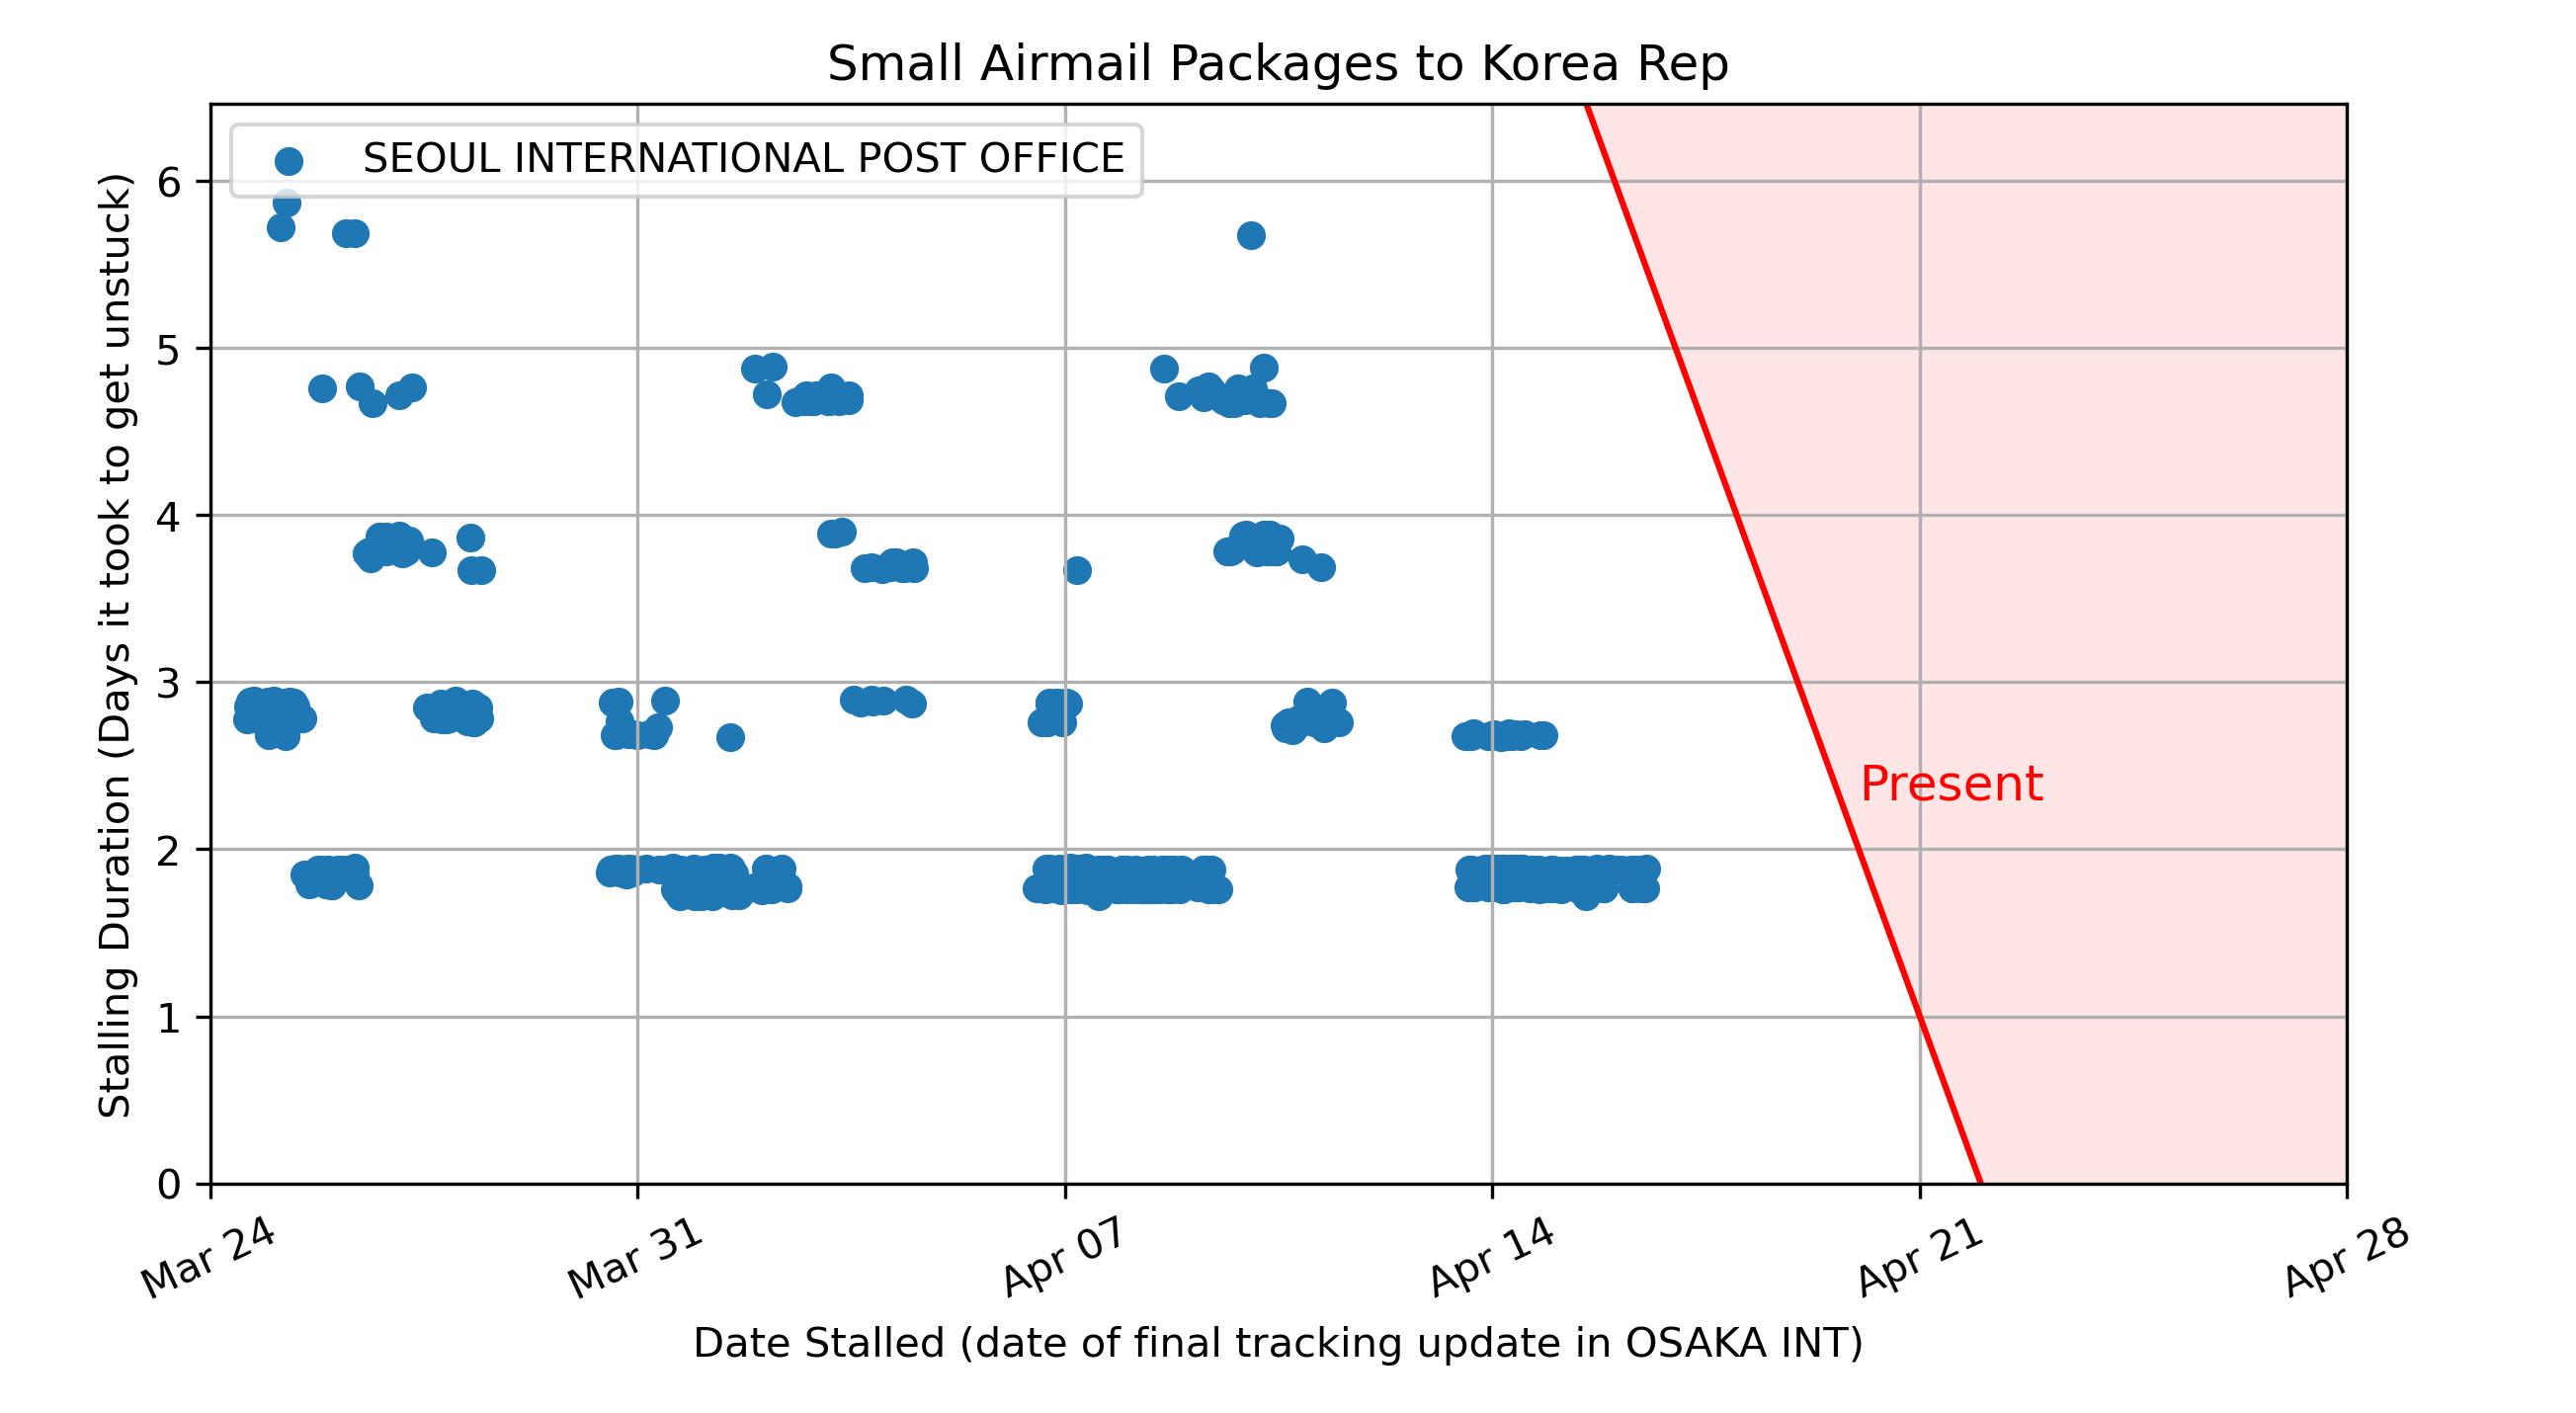 Small Airmail Packages to Korea Rep
SEOUL INTERNATIONAL POST OFFICE
Stalling Duration (Days it took to get unstuck)
6
5
4
3
2
1
0
Present
Mar 24
Mar 31
Apr 07
Apr 14
Apr 21
Apr 28
Date Stalled (date of final tracking update in OSAKA INT)